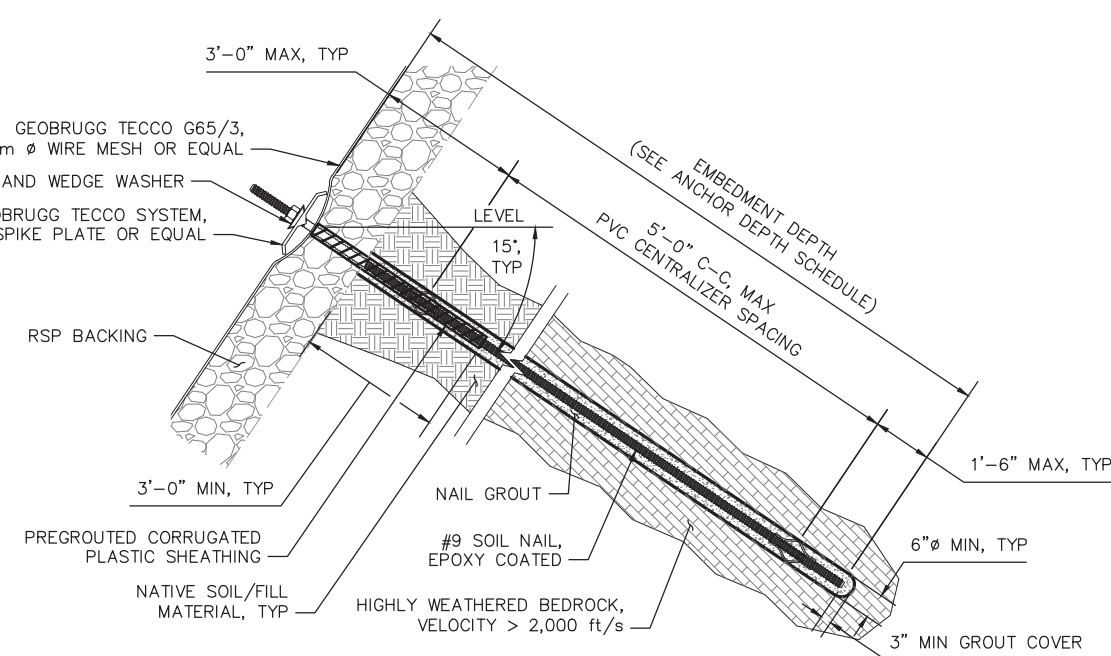 3'-0" MAX, TYP
GEOBRUGG TECCO G65/3,
m ø WIRE MESH OR EQUAL
AND WEDGE WASHER
OBRUGG TECCO SYSTEM,
SPIKE PLATE OR EQUAL
LEVEL
15°,
TYP
EMBEDMENT DEPTH
(SEE ANCHOR DEPTH SCHEDULE)
5'-0" C-C, MAX
PVC CENTRALIZER SPACING
RSP BACKING
3'-0" MIN, TYP
PREGROUTED CORRUGATED
PLASTIC SHEATHING
NATIVE SOIL/FILL
MATERIAL, TYP
NAIL GROUT
#9 SOIL NAIL,
EPOXY COATED
HIGHLY WEATHERED BEDROCK,
VELOCITY > 2,000 ft/s
1'-6" MAX, TYP
6"ø MIN, TYP
3" MIN GROUT COVER